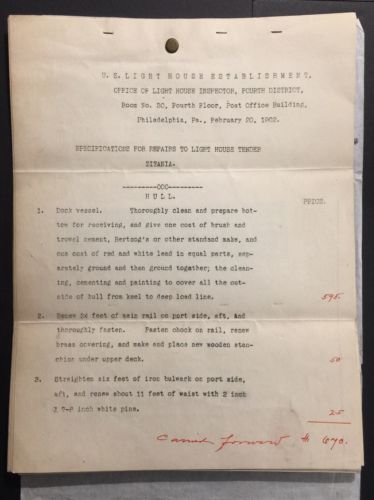 U. S. LIGHT HOUSE ESTABLISHMENT,
OFFICE OF LIGHT HOUSE INSPECTOR, FOURTH DISTRICT,
Room No. 20, Fourth Floor, Post Office Building,
Philadelphia, Pa., February 20, 1902.
SPECIFICATIONS FOR REPAIRS TO LIGHT HOUSE TENDER
ZIZANIA.
---------OOO---------
HULL.
PRICE.
1. Dock vessel. Thoroughly clean and prepare bot-
tom for receiving, and give one coat of brush and
trowel cement, Hertzog's or other standard make, and
one coat of red and white lead in equal parts, sep-
arately ground and then ground together; the clean-
ing, cementing and painting to cover all the out-
side of hull from keel to deep load line. 595.
2. Renew feet of main rail on port side, aft, and
thoroughly fasten. Fasten chock on rail, renew
brass covering, and make and place new wooden stan-
chion under upper deck. 50
3. Straighten six feet of iron bulwark on port side,
aft, and renew about 11 feet of waist with 2 inch
7-8 inch white pine. 25
Carried forward $ 670.